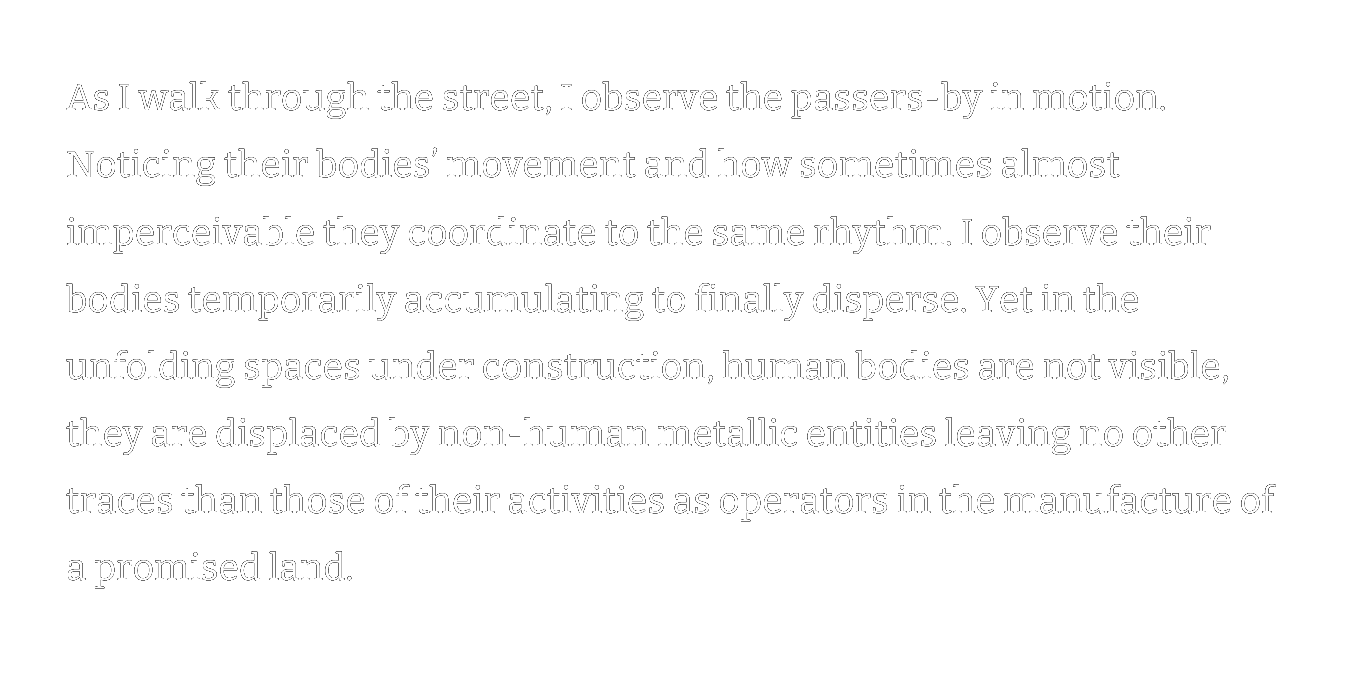 As I walk through the street, I observe the passers-by in motion.
Noticing their bodies’ movement and how sometimes almost
imperceivable they coordinate to the same rhythm. I observe their
bodies temporarily accumulating to finally disperse. Yet in the
unfolding spaces under construction, human bodies are not visible,
they are displaced by non-human metallic entities leaving no other
traces than those of their activities as operators in the manufacture of
a promised land.